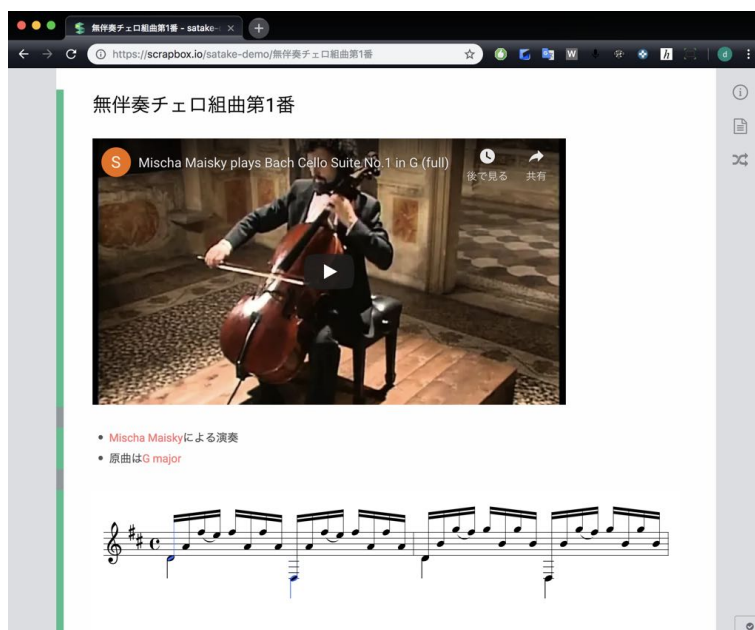 無伴奏チェロ組曲第1番 - satake-
https://scrapbox.io/satake-demo/無伴奏チェロ組曲第1番
無伴奏チェロ組曲第1番
S Mischa Maisky plays Bach Cello Suite No.1 in G (full)
後で見る 共有
Mischa Maiskyによる演奏
原曲はG major